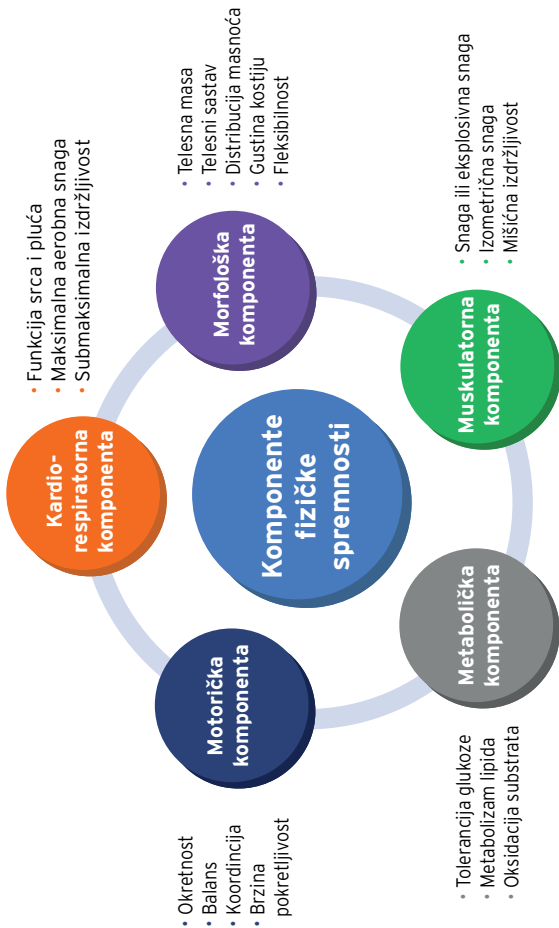 Komponente
fizičke
spremnosti
Kardio-
respiratorna
komponenta
• Funkcija srca i pluća
• Maksimalna aerobna snaga
• Submaksimalna izdržljivost
Morfološka
komponenta
• Telesna masa
• Telesni sastav
• Distribucija masnoća
• Gustina kostiju
• Fleksibilnost
Muskulatorna
komponenta
• Snaga ili eksplosivna snaga
• Izometrična snaga
• Mišićna izdržljivost
Metabolička
komponenta
• Tolerancija glukoze
• Metabolizam lipida
• Oksidacija substrata
Motorička
komponenta
• Okretnost
• Balans
• Koordincija
• Brzina
pokretljivost